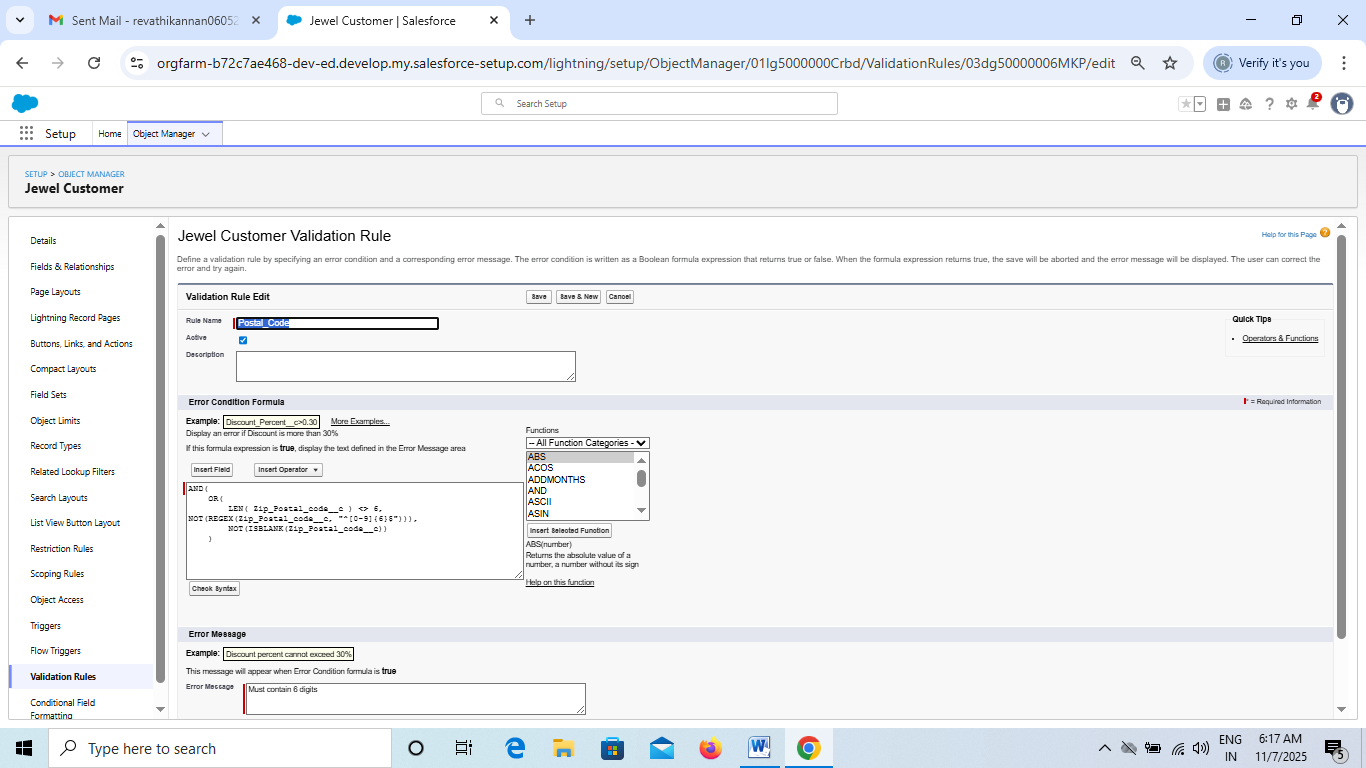 Sent Mail - revathikannan0605
Jewel Customer | Salesforce
orgfarm-b72c7ae468-dev-ed.develop.my.salesforce-setup.com/lightning/setup/ObjectManager/01Ig5000000Crbd/ValidationRules/03dg50000006MKP/edit
R
Verify it's you
Search Setup
2
Setup
Home
Object Manager
SETUP > OBJECT MANAGER
Jewel Customer
Details
Fields & Relationships
Page Layouts
Lightning Record Pages
Buttons, Links, and Actions
Compact Layouts
Field Sets
Object Limits
Record Types
Related Lookup Filters
Search Layouts
List View Button Layout
Restriction Rules
Scoping Rules
Object Access
Triggers
Flow Triggers
Validation Rules
Conditional Field
Formatting
Jewel Customer Validation Rule
Help for this Page ?
Define a validation rule by specifying an error condition and a corresponding error message. The error condition is written as a Boolean formula expression that returns true or false. When the formula expression returns true, the save will be aborted and the error message will be displayed. The user can correct the
error and try again.
Validation Rule Edit
Save
Save & New
Cancel
Rule Name
Postal_Code
Active
Description
Quick Tips
• Operators & Functions
Error Condition Formula
= Required Information
Example: Discount_Percent__c>0.30 More Examples...
Display an error if Discount is more than 30%
If this formula expression is true, display the text defined in the Error Message area
Insert Field
Insert Operator
AND(
OR(
LEN( Zip_Postal_code__c ) <> 6,
NOT(REGEX(Zip_Postal_code__c, "^[0-9]{6}$"))),
NOT(ISBLANK(Zip_Postal_code__c))
)
Check Syntax
Functions
-- All Function Categories -
ABS
ACOS
ADDMONTHS
AND
ASCII
ASIN
Insert Selected Function
ABS(number)
Returns the absolute value of a
number, a number without its sign
Help on this function
Error Message
Example: Discount percent cannot exceed 30%
This message will appear when Error Condition formula is true
Error Message
Must contain 6 digits
Type here to search
ENG
IN
6:17 AM
11/7/2025
5